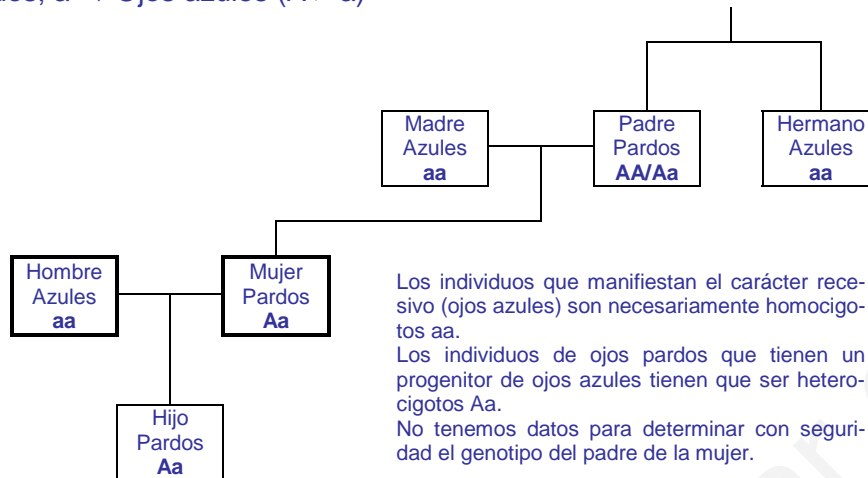 Ojos azules
Madre
Azules
aa
Padre
Pardos
AA/Aa
Hermano
Azules
aa
Hombre
Azules
aa
Mujer
Pardos
Aa
Hijo
Pardos
Aa
Los individuos que manifiestan el carácter rece-
sivo (ojos azules) son necesariamente homocigo-
tos aa.
Los individuos de ojos pardos que tienen un
progenitor de ojos azules tienen que ser hetero-
cigotos Aa.
No tenemos datos para determinar con seguri-
dad el genotipo del padre de la mujer.